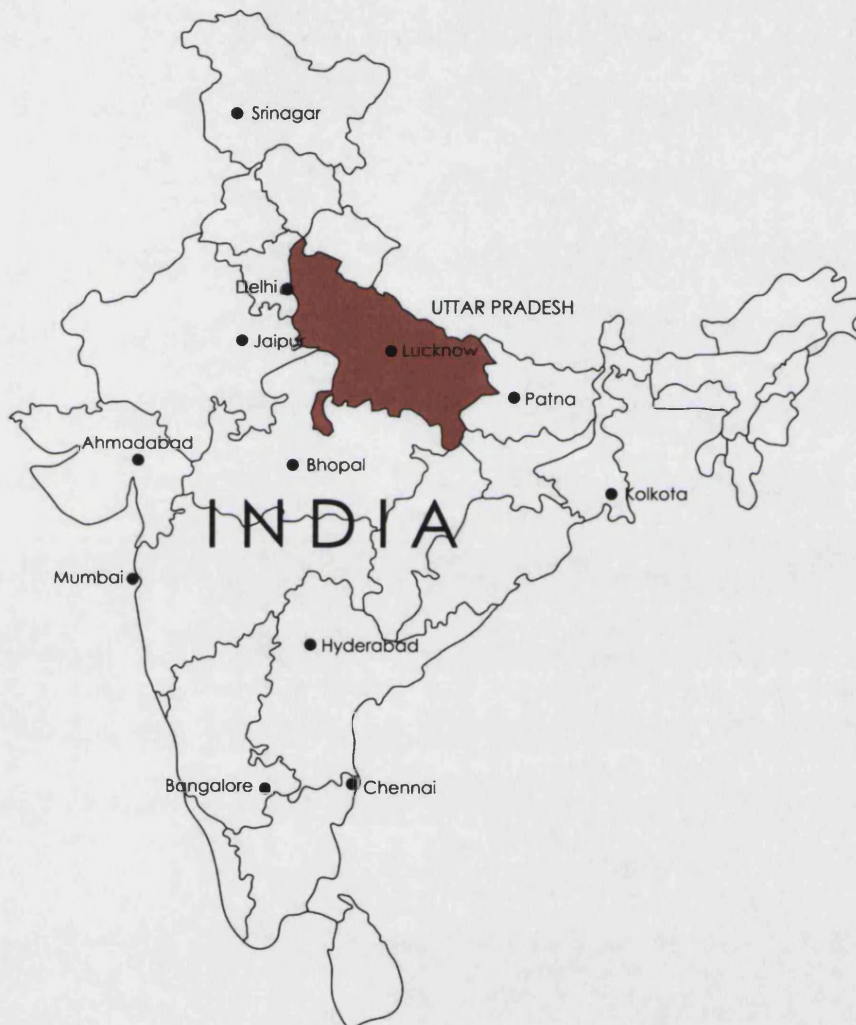 Srinagar
Delhi
UTTAR PRADESH
Jaipur
Lucknow
Patna
Ahmadabad
Bhopal
Kolkota
INDIA
Mumbai
Hyderabad
Bangalore
Chennai